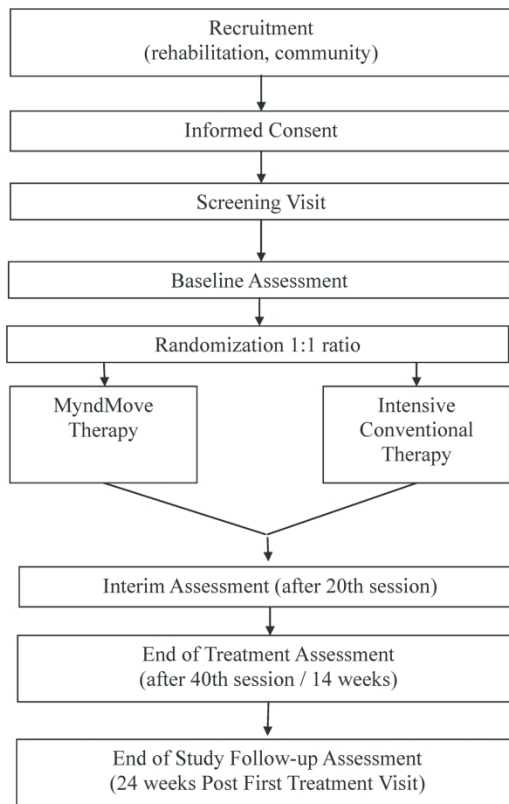 Recruitment
(rehabilitation, community)
Informed Consent
Screening Visit
Baseline Assessment
Randomization 1:1 ratio
MyndMove
Therapy
Intensive
Conventional
Therapy
Interim Assessment (after 20th session)
End of Treatment Assessment
(after 40th session / 14 weeks)
End of Study Follow-up Assessment
(24 weeks Post First Treatment Visit)